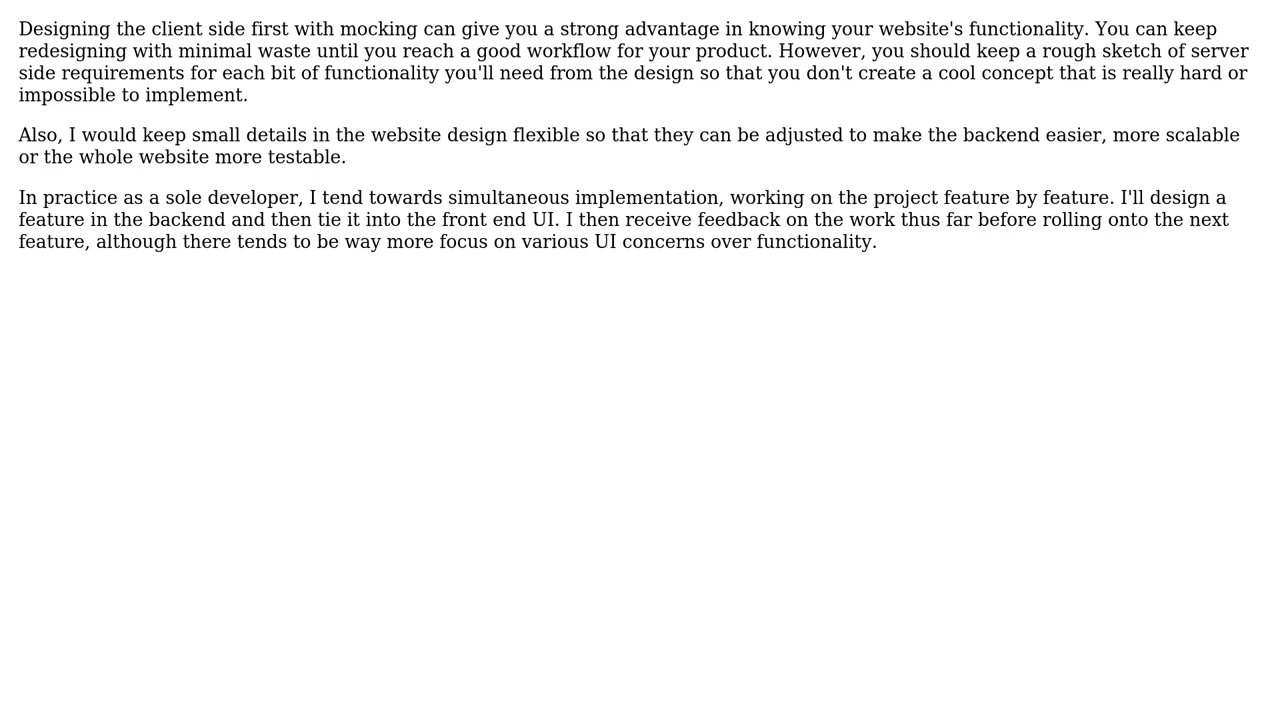 Designing the client side first with mocking can give you a strong advantage in knowing your website's functionality. You can keep
redesigning with minimal waste until you reach a good workflow for your product. However, you should keep a rough sketch of server
side requirements for each bit of functionality you'll need from the design so that you don't create a cool concept that is really hard or
impossible to implement.
Also, I would keep small details in the website design flexible so that they can be adjusted to make the backend easier, more scalable
or the whole website more testable.
In practice as a sole developer, I tend towards simultaneous implementation, working on the project feature by feature. I'll design a
feature in the backend and then tie it into the front end UI. I then receive feedback on the work thus far before rolling onto the next
feature, although there tends to be way more focus on various UI concerns over functionality.